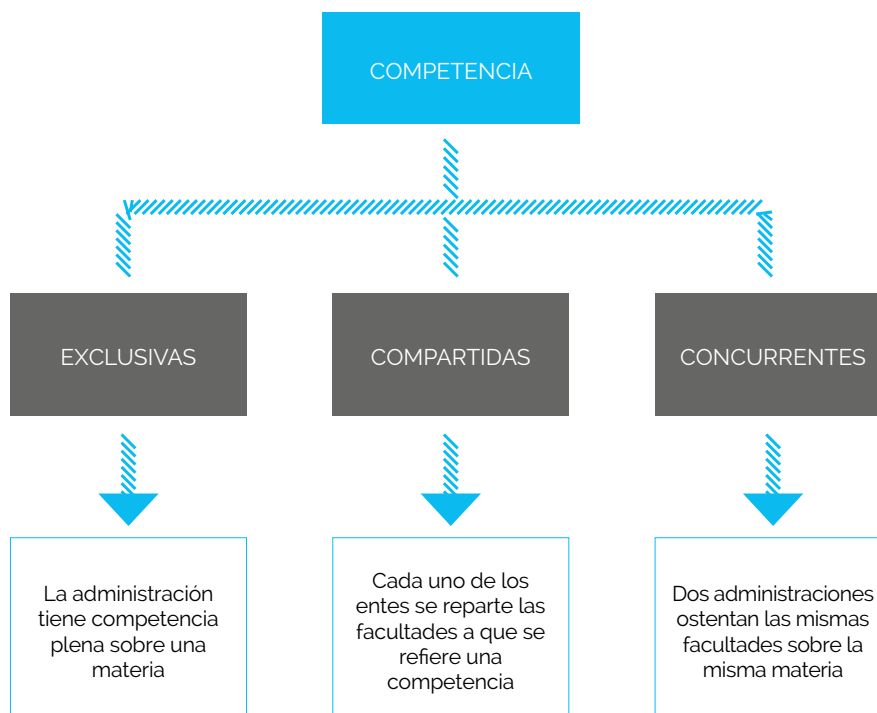 COMPETENCIA
EXCLUSIVAS
COMPARTIDAS
CONCURRENTES
La administración
tiene competencia
plena sobre una
materia
Cada uno de los
entes se reparte las
facultades a que se
refiere una
competencia
Dos administraciones
ostentan las mismas
facultades sobre la
misma materia